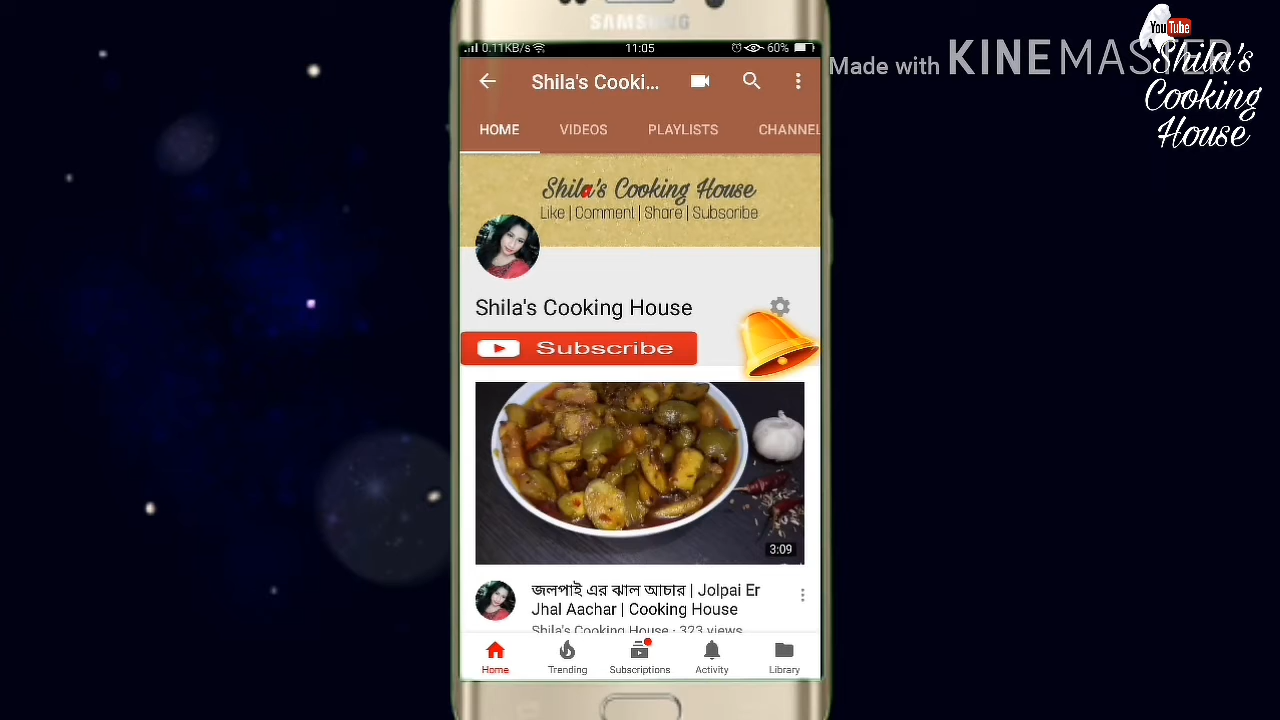 SAMSUNG
0.11KB/s
11:05
60%
Shila's Cooki...
HOME
VIDEOS
PLAYLISTS
CHANNEL
Shila's Cooking House
Like | Comment | Share | Subscribe
Shila's Cooking House
Subscribe
3:09
জলপাই এর ঝাল আচার | Jolpai Er
Jhal Aachar | Cooking House
Shila's Cooking House · 323 views
Home
Trending
Subscriptions
Activity
Library
Made with KINEMASTER
YouTube
Shila's
Cooking
House